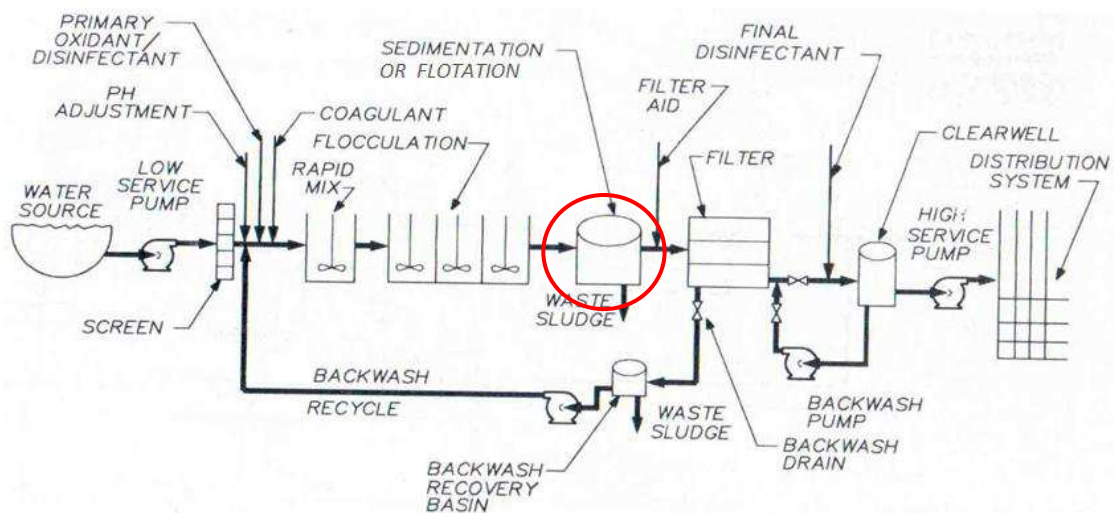 PRIMARY
OXIDANT/
DISINFECTANT
PH
ADJUSTMENT
COAGULANT
FLOCCULATION
RAPID
MIX
LOW
SERVICE
PUMP
WATER
SOURCE
SCREEN
SEDIMENTATION
OR FLOTATION
WASTE
SLUDGE
FILTER
AID
FILTER
FINAL
DISINFECTANT
CLEARWELL
DISTRIBUTION
SYSTEM
HIGH
SERVICE
PUMP
BACKWASH
RECYCLE
BACKWASH
RECOVERY
BASIN
WASTE
SLUDGE
BACKWASH
PUMP
BACKWASH
DRAIN